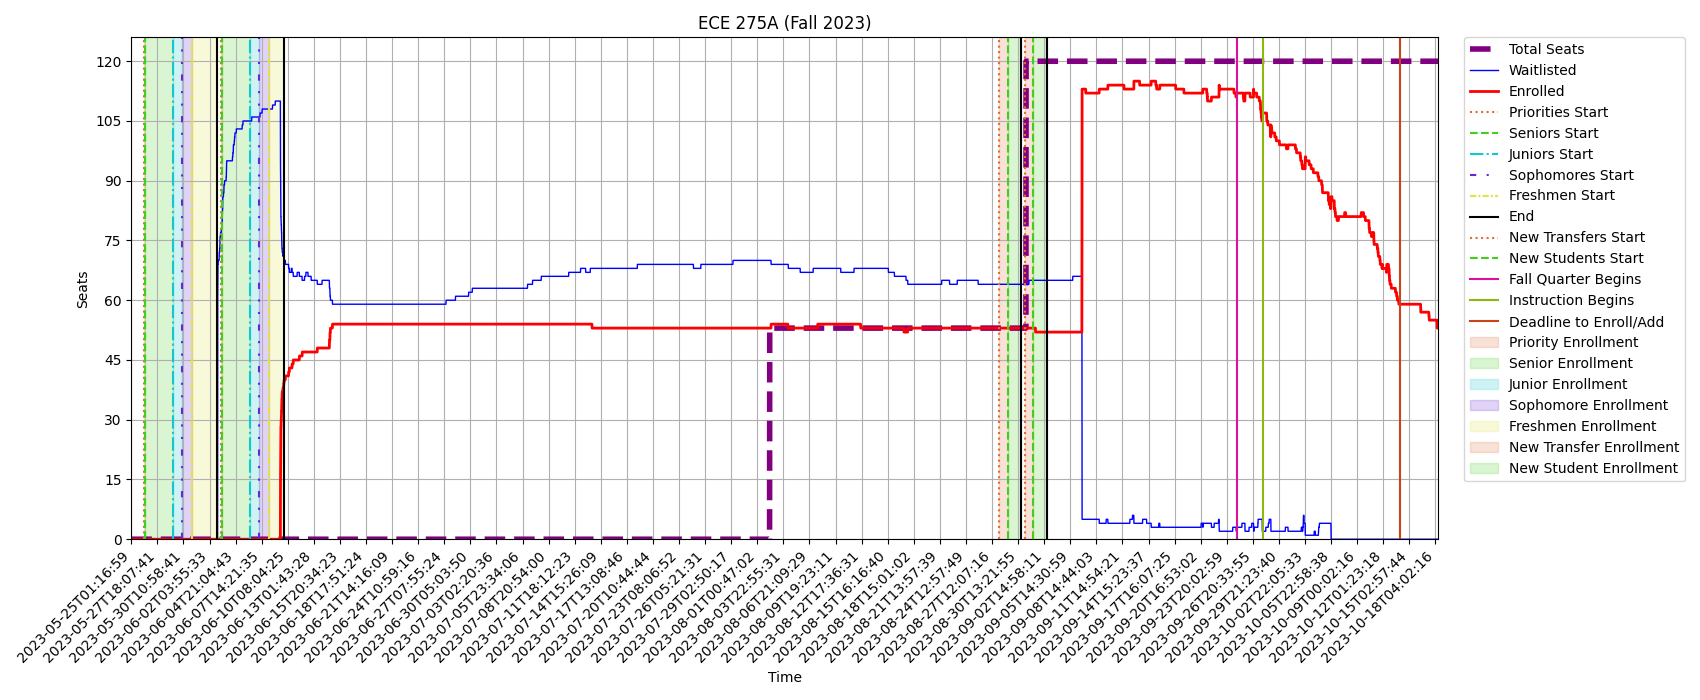 ECE 275A (Fall 2023)
Seats
120
105
90
75
60
45
30
15
0
2023-05-25T01:16:59
2023-05-27T18:07:41
2023-05-30T10:58:41
2023-06-02T03:55:33
2023-06-04T21:04:43
2023-06-07T14:21:35
2023-06-10T08:04:25
2023-06-13T01:43:28
2023-06-15T20:34:23
2023-06-18T17:51:24
2023-06-21T14:16:09
2023-06-24T10:59:16
2023-06-27T07:55:24
2023-06-30T05:03:50
2023-07-03T02:20:36
2023-07-05T23:34:06
2023-07-08T20:54:00
2023-07-11T18:12:23
2023-07-14T15:26:09
2023-07-17T13:08:46
2023-07-20T10:44:44
2023-07-23T08:06:52
2023-07-26T05:21:31
2023-07-29T02:50:17
2023-08-01T00:47:02
2023-08-03T22:55:31
2023-08-06T21:09:29
2023-08-09T19:23:11
2023-08-12T17:36:31
2023-08-15T16:16:40
2023-08-18T15:01:02
2023-08-21T13:57:39
2023-08-24T12:57:49
2023-08-27T12:07:16
2023-08-30T13:21:55
2023-09-02T14:58:11
2023-09-05T14:30:59
2023-09-08T14:44:03
2023-09-11T14:54:21
2023-09-14T15:23:37
2023-09-17T16:07:25
2023-09-20T16:53:02
2023-09-23T20:02:59
2023-09-26T20:33:55
2023-09-29T21:23:40
2023-10-02T22:05:33
2023-10-05T22:58:38
2023-10-09T00:02:16
2023-10-12T01:23:18
2023-10-15T02:57:44
2023-10-18T04:02:16
Time
Total Seats
Waitlisted
Enrolled
Priorities Start
Seniors Start
Juniors Start
Sophomores Start
Freshmen Start
End
New Transfers Start
New Students Start
Fall Quarter Begins
Instruction Begins
Deadline to Enroll/Add
Priority Enrollment
Senior Enrollment
Junior Enrollment
Sophomore Enrollment
Freshmen Enrollment
New Transfer Enrollment
New Student Enrollment